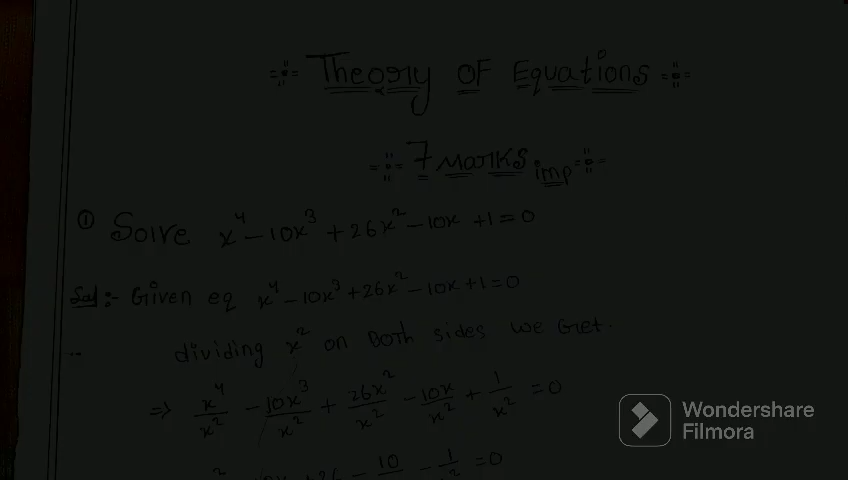 Theory of Equations
7 Marks imp
① Solve x⁴ - 10x³ + 26x² - 10x + 1 = 0
Sol :- Given eq x⁴ - 10x³ + 26x² - 10x + 1 = 0
dividing x² on Both sides we Get.
⇒ x⁴/x² - 10x³/x² + 26x²/x² - 10x/x² + 1/x² = 0
Wondershare
Filmora